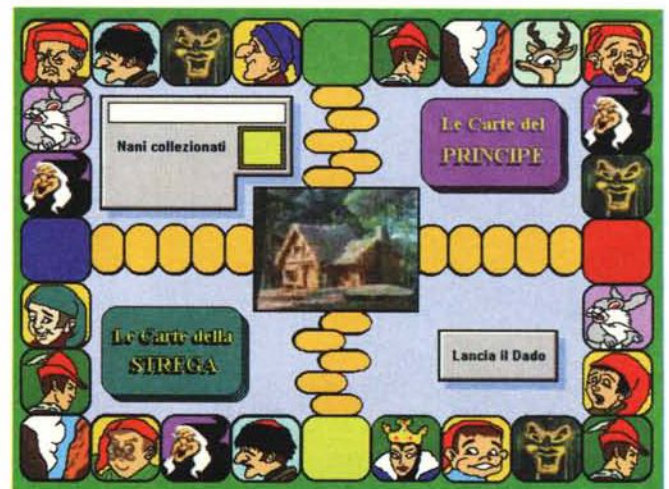 Nani collezionati
Le Carte del
PRINCIPE
Le Carte della
STREGA
Lancia il Dado